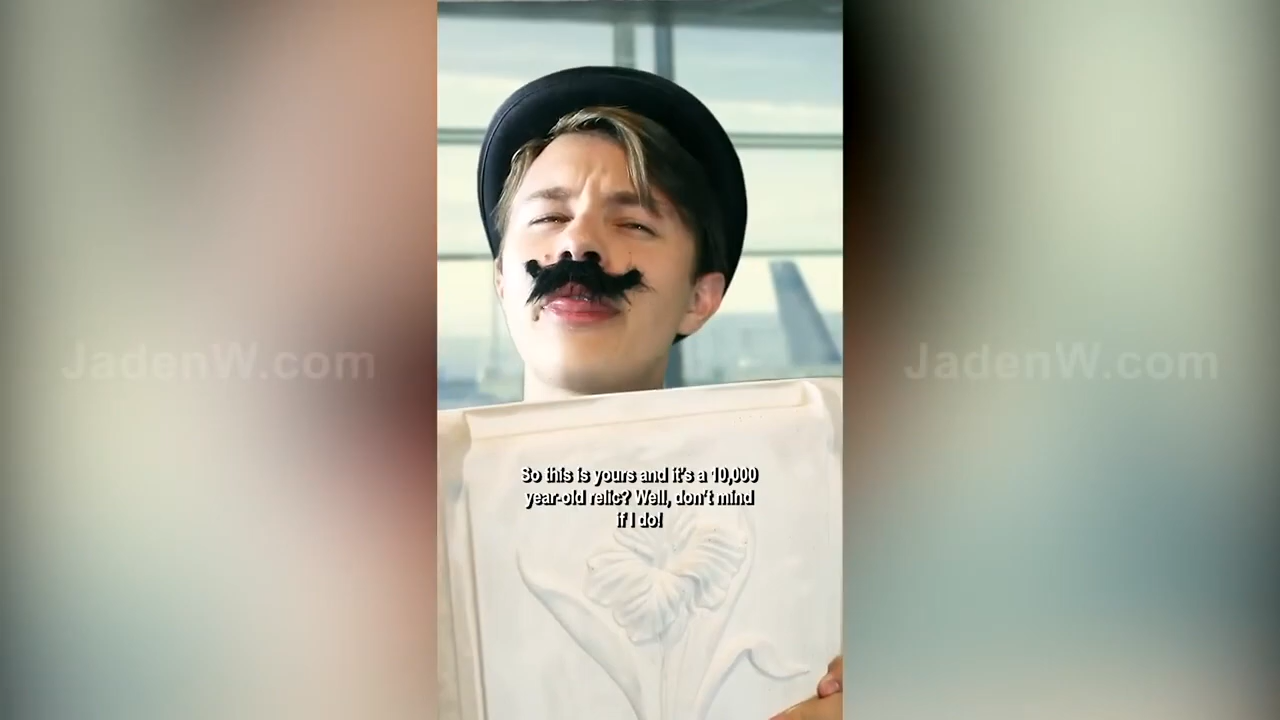 JadenW.com
JadenW.com
So this is yours and it's a 10,000
year-old relic? Well, don't mind
if I do!